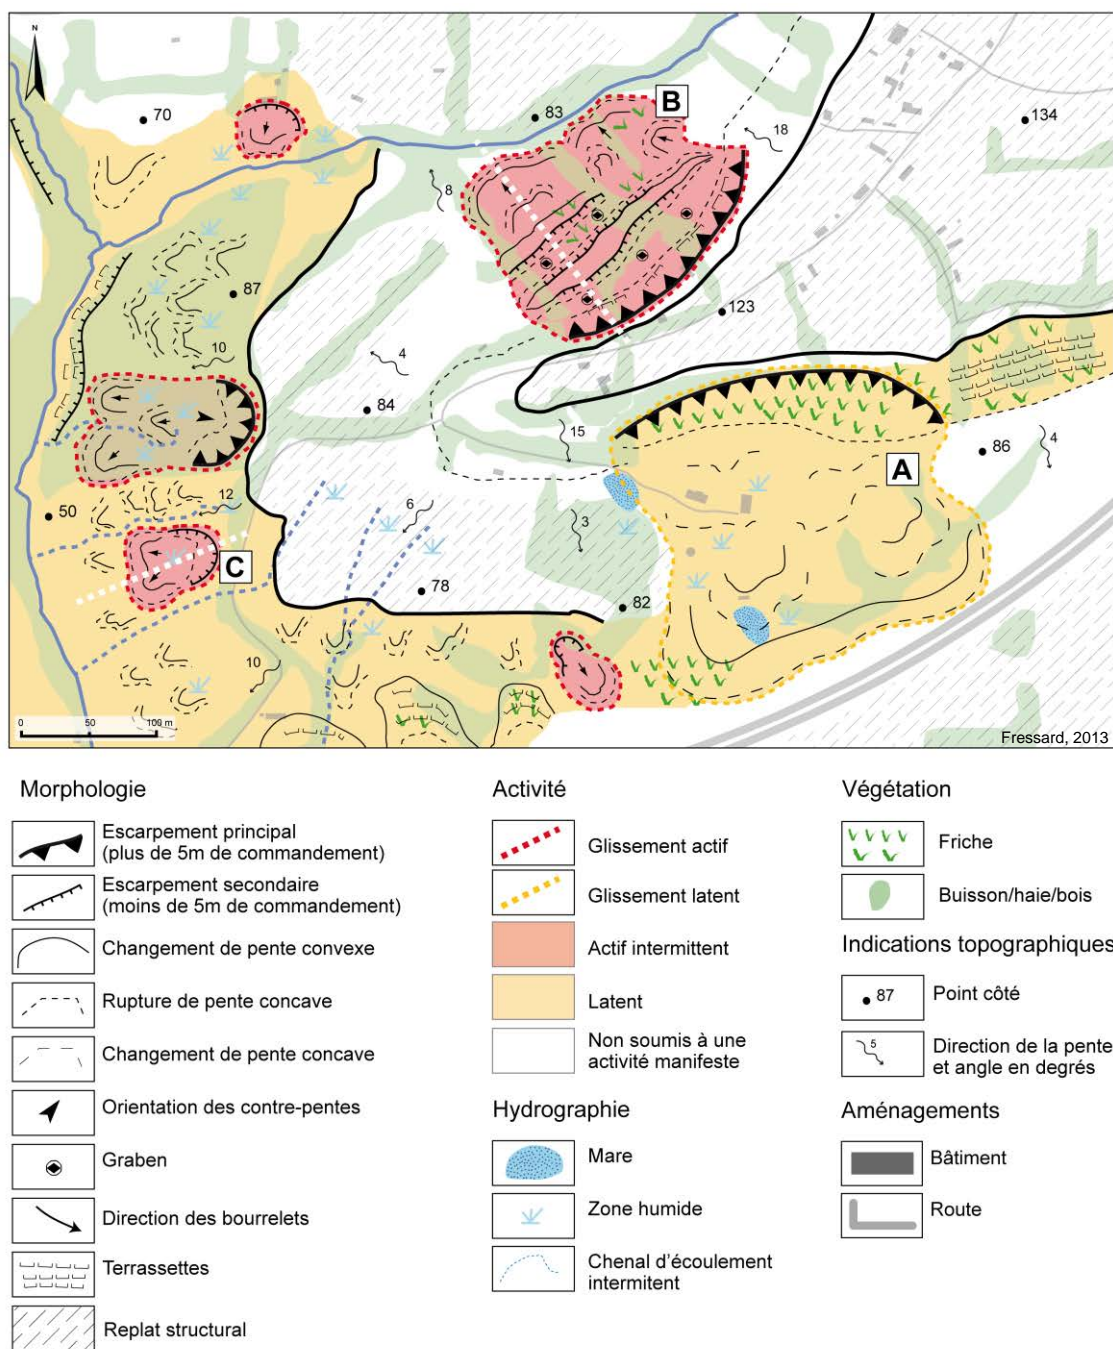 N
70
83
B
18
134
8
87
123
10
4
84
15
A
86
4
50
12
6
3
C
78
82
10
0 50 100 m
Fressard, 2013
Morphologie
Escarpement principal
(plus de 5m de commandement)
Escarpement secondaire
(moins de 5m de commandement)
Changement de pente convexe
Rupture de pente concave
Changement de pente concave
Orientation des contre-pentes
Graben
Direction des bourrelets
Terrassettes
Replat structural
Activité
Glissement actif
Glissement latent
Actif intermittent
Latent
Non soumis à une
activité manifeste
Hydrographie
Mare
Zone humide
Chenal d'écoulement
intermitent
Végétation
Friche
Buisson/haie/bois
Indications topographiques
87
Point côté
5
Direction de la pente
et angle en degrés
Aménagements
Bâtiment
Route